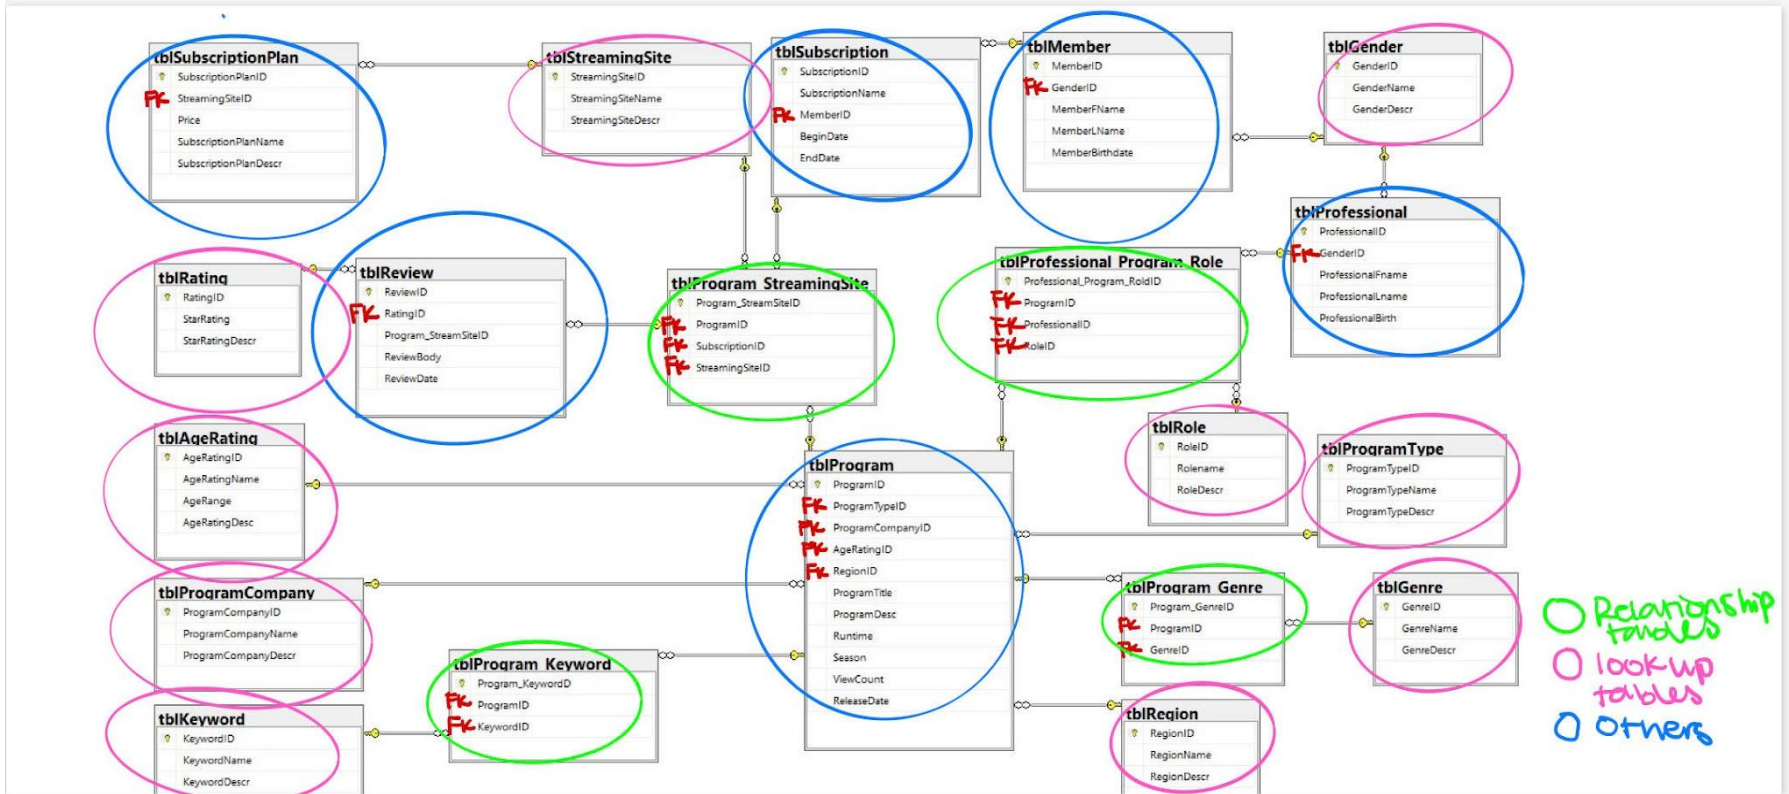 tblSubscriptionPlan
SubscriptionPlanID
FK StreamingSiteID
Price
SubscriptionPlanName
SubscriptionPlanDescr
tblStreamingSite
StreamingSiteID
StreamingSiteName
StreamingSiteDescr
tblSubscription
SubscriptionID
SubscriptionName
FK MemberID
BeginDate
EndDate
tblMember
MemberID
FK GenderID
MemberFName
MemberLName
MemberBirthdate
tblGender
GenderID
GenderName
GenderDescr
tblRating
RatingID
StarRating
StarRatingDescr
tblReview
ReviewID
FK RatingID
Program_StreamSiteID
ReviewBody
ReviewDate
tblProgram_StreamingSite
Program_StreamSiteID
FK ProgramID
FK SubscriptionID
FK StreamingSiteID
tblProfessional_Program_Role
Professional_Program_RoldID
FK ProgramID
FK ProfessionalID
FK RoleID
tblProfessional
ProfessionalID
FK GenderID
ProfessionalFname
ProfessionalLname
ProfessionalBirth
tblAgeRating
AgeRatingID
AgeRatingName
AgeRange
AgeRatingDesc
tblProgram
ProgramID
FK ProgramTypeID
FK ProgramCompanyID
FK AgeRatingID
FK RegionID
ProgramTitle
ProgramDesc
Runtime
Season
ViewCount
ReleaseDate
tblRole
RoleID
Rolename
RoleDescr
tblProgramType
ProgramTypeID
ProgramTypeName
ProgramTypeDescr
tblProgramCompany
ProgramCompanyID
ProgramCompanyName
ProgramCompanyDescr
tblProgram_Keyword
Program_KeywordD
FK ProgramID
FK KeywordID
tblProgram_Genre
Program_GenreID
FK ProgramID
FK GenreID
tblGenre
GenreID
GenreName
GenreDescr
tblKeyword
KeywordID
KeywordName
KeywordDescr
tblRegion
RegionID
RegionName
RegionDescr
Relationship
tables
lookup
tables
Others